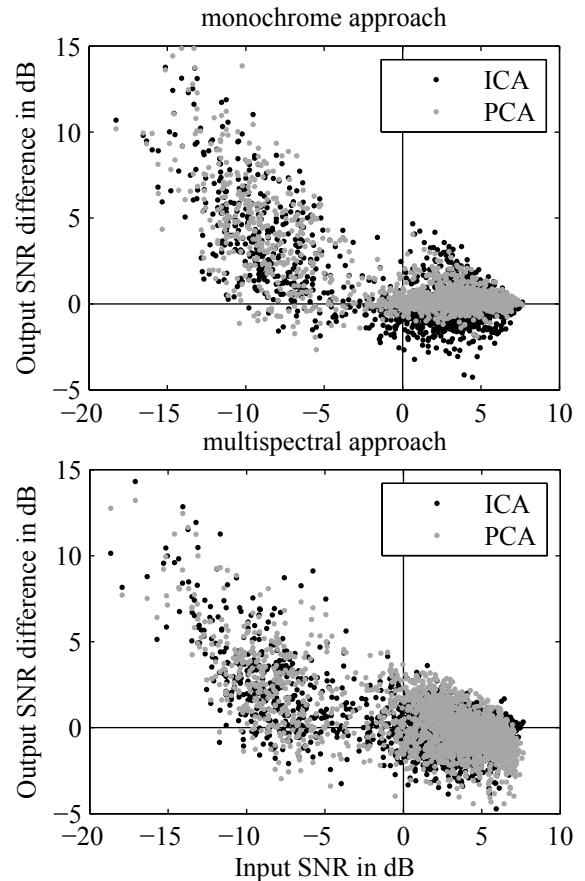 monochrome approach
15
10
5
0
−5
Output SNR difference in dB
ICA
PCA
−20 −15 −10 −5 0 5 10
multispectral approach
15
10
5
0
−5
Output SNR difference in dB
ICA
PCA
−20 −15 −10 −5 0 5 10
Input SNR in dB